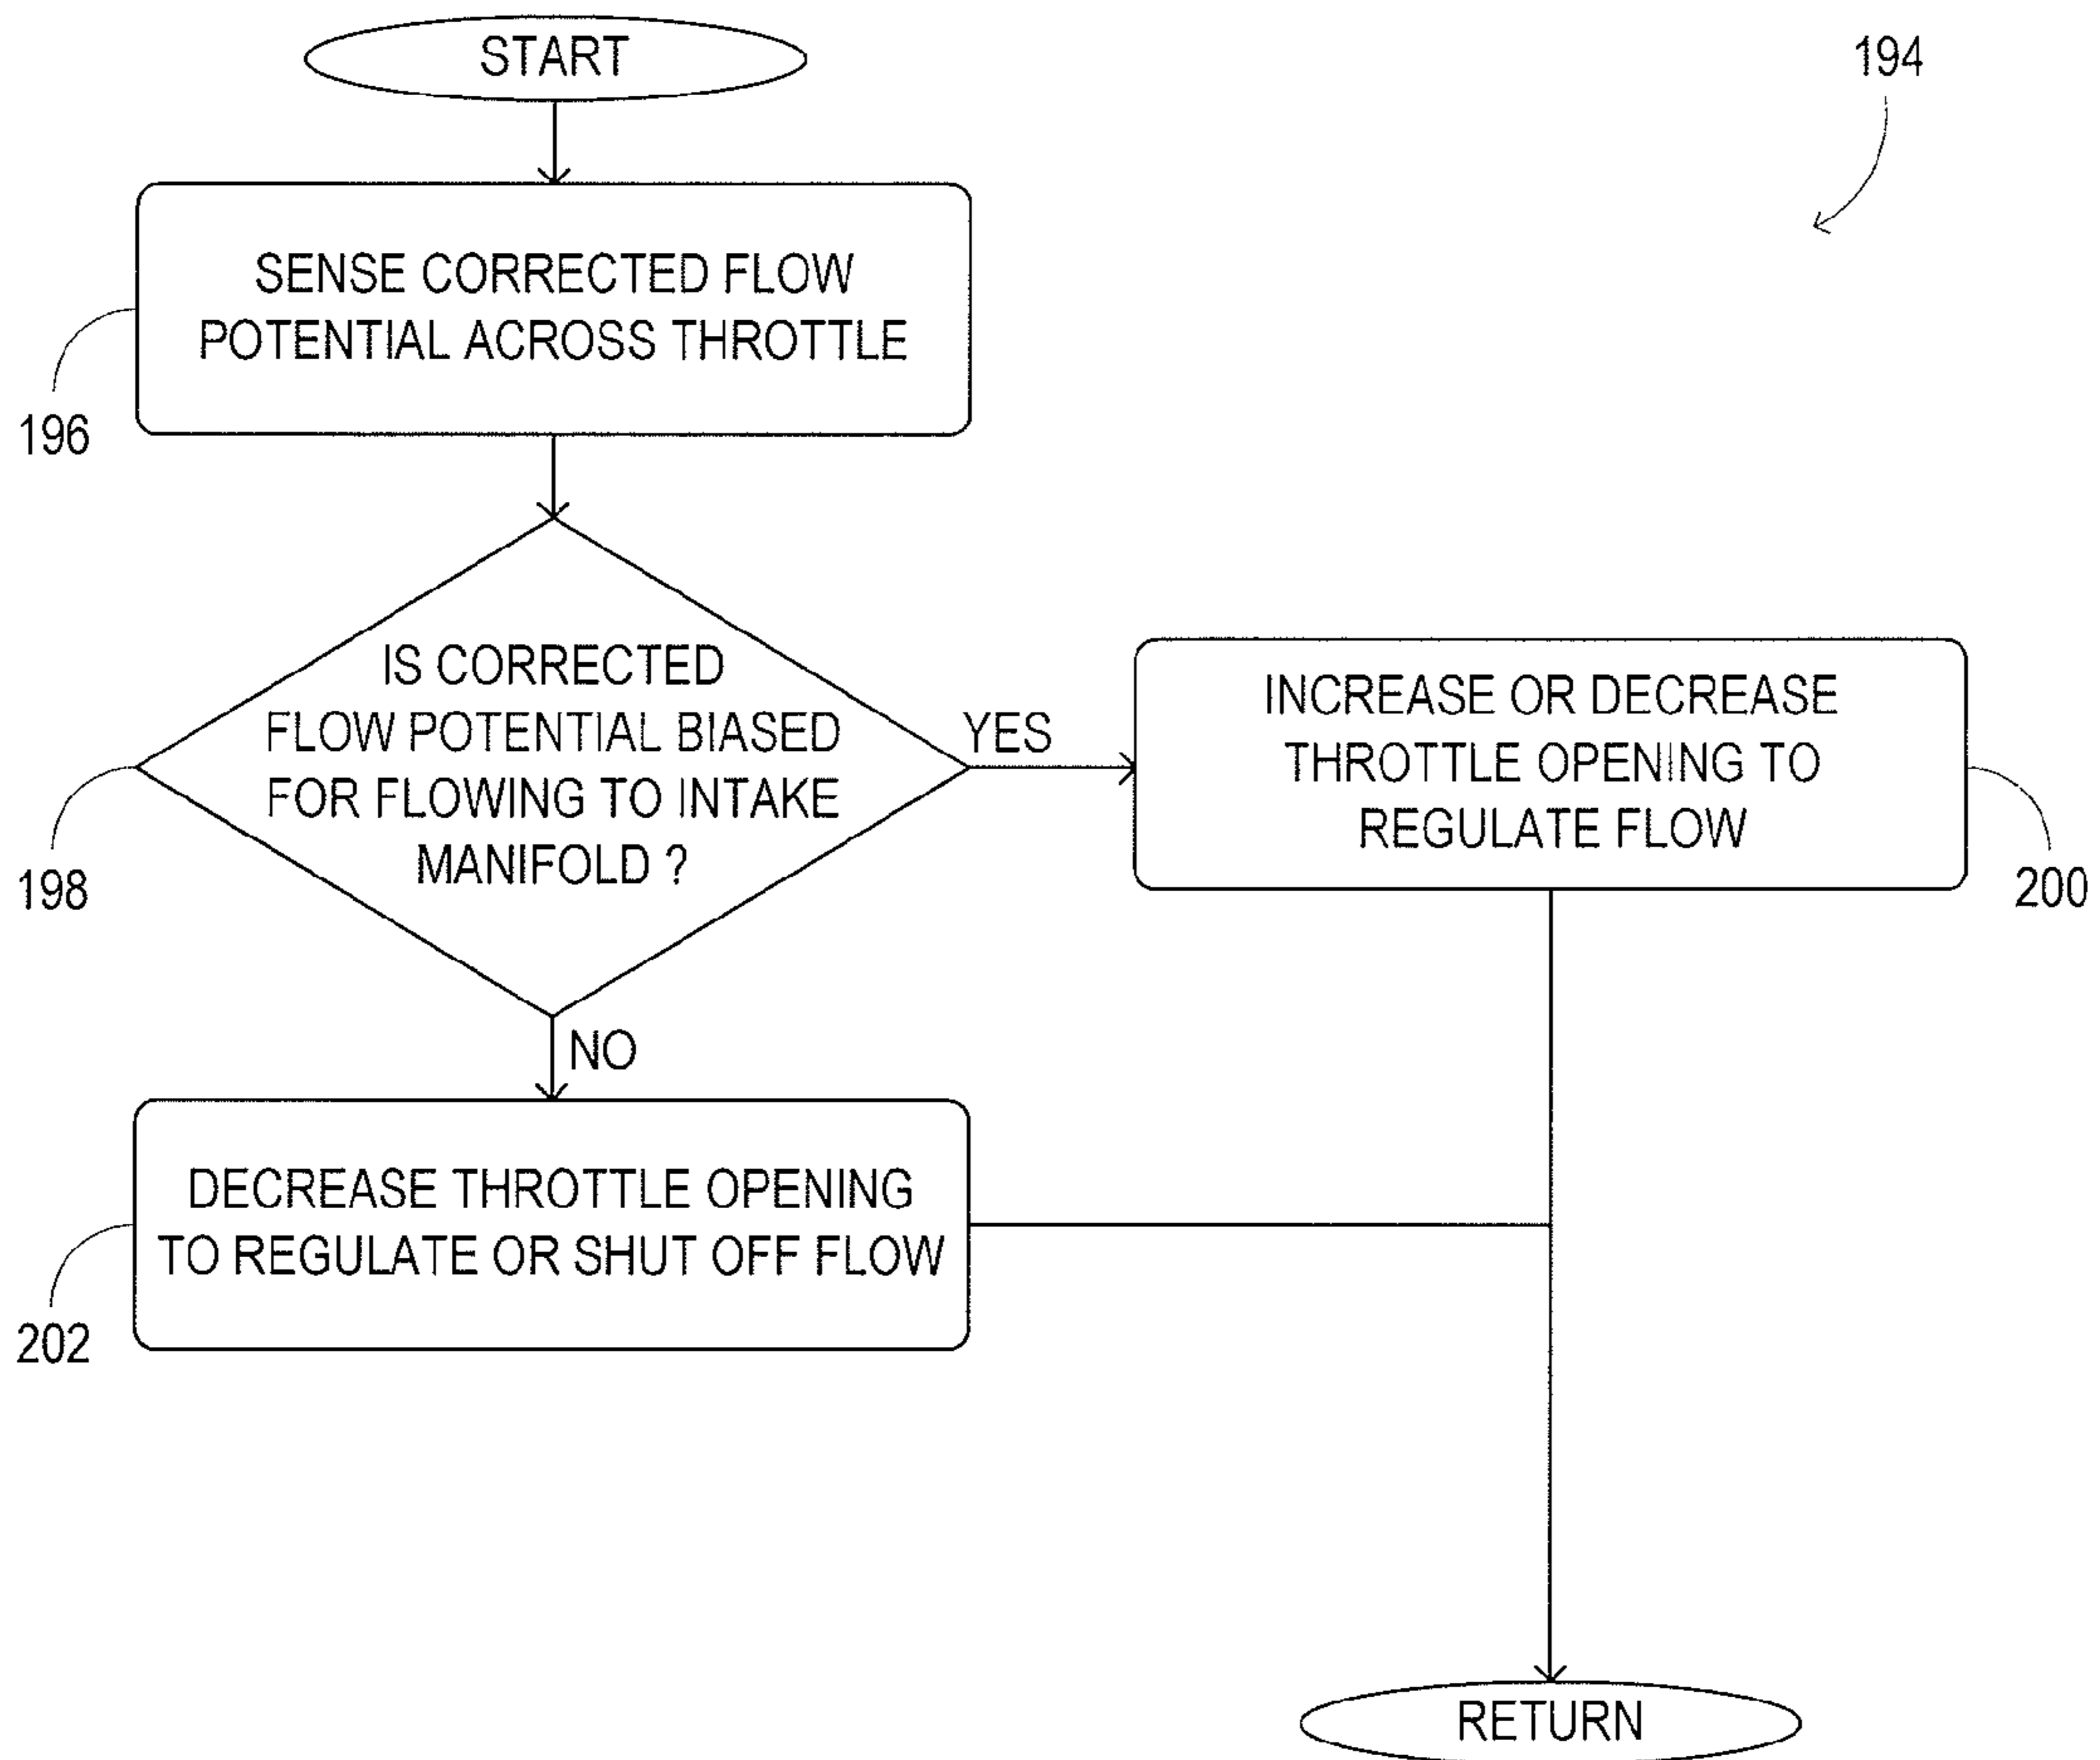 START
194
SENSE CORRECTED FLOW
POTENTIAL ACROSS THROTTLE
196
IS CORRECTED
FLOW POTENTIAL BIASED
FOR FLOWING TO INTAKE
MANIFOLD ?
198
YES
INCREASE OR DECREASE
THROTTLE OPENING TO
REGULATE FLOW
200
NO
DECREASE THROTTLE OPENING
TO REGULATE OR SHUT OFF FLOW
202
RETURN